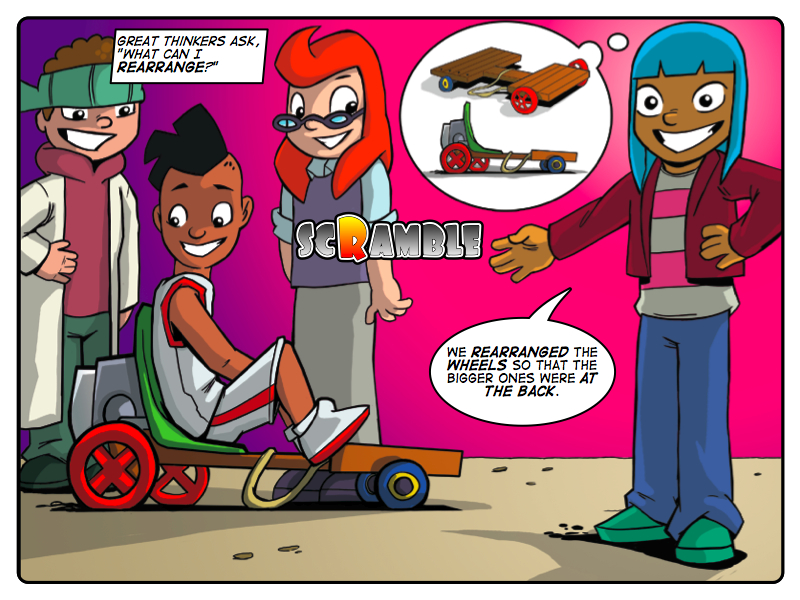 GREAT THINKERS ASK,
"WHAT CAN I
REARRANGE?"
SCRAMBLE
WE REARRANGED THE
WHEELS SO THAT THE
BIGGER ONES WERE AT
THE BACK.